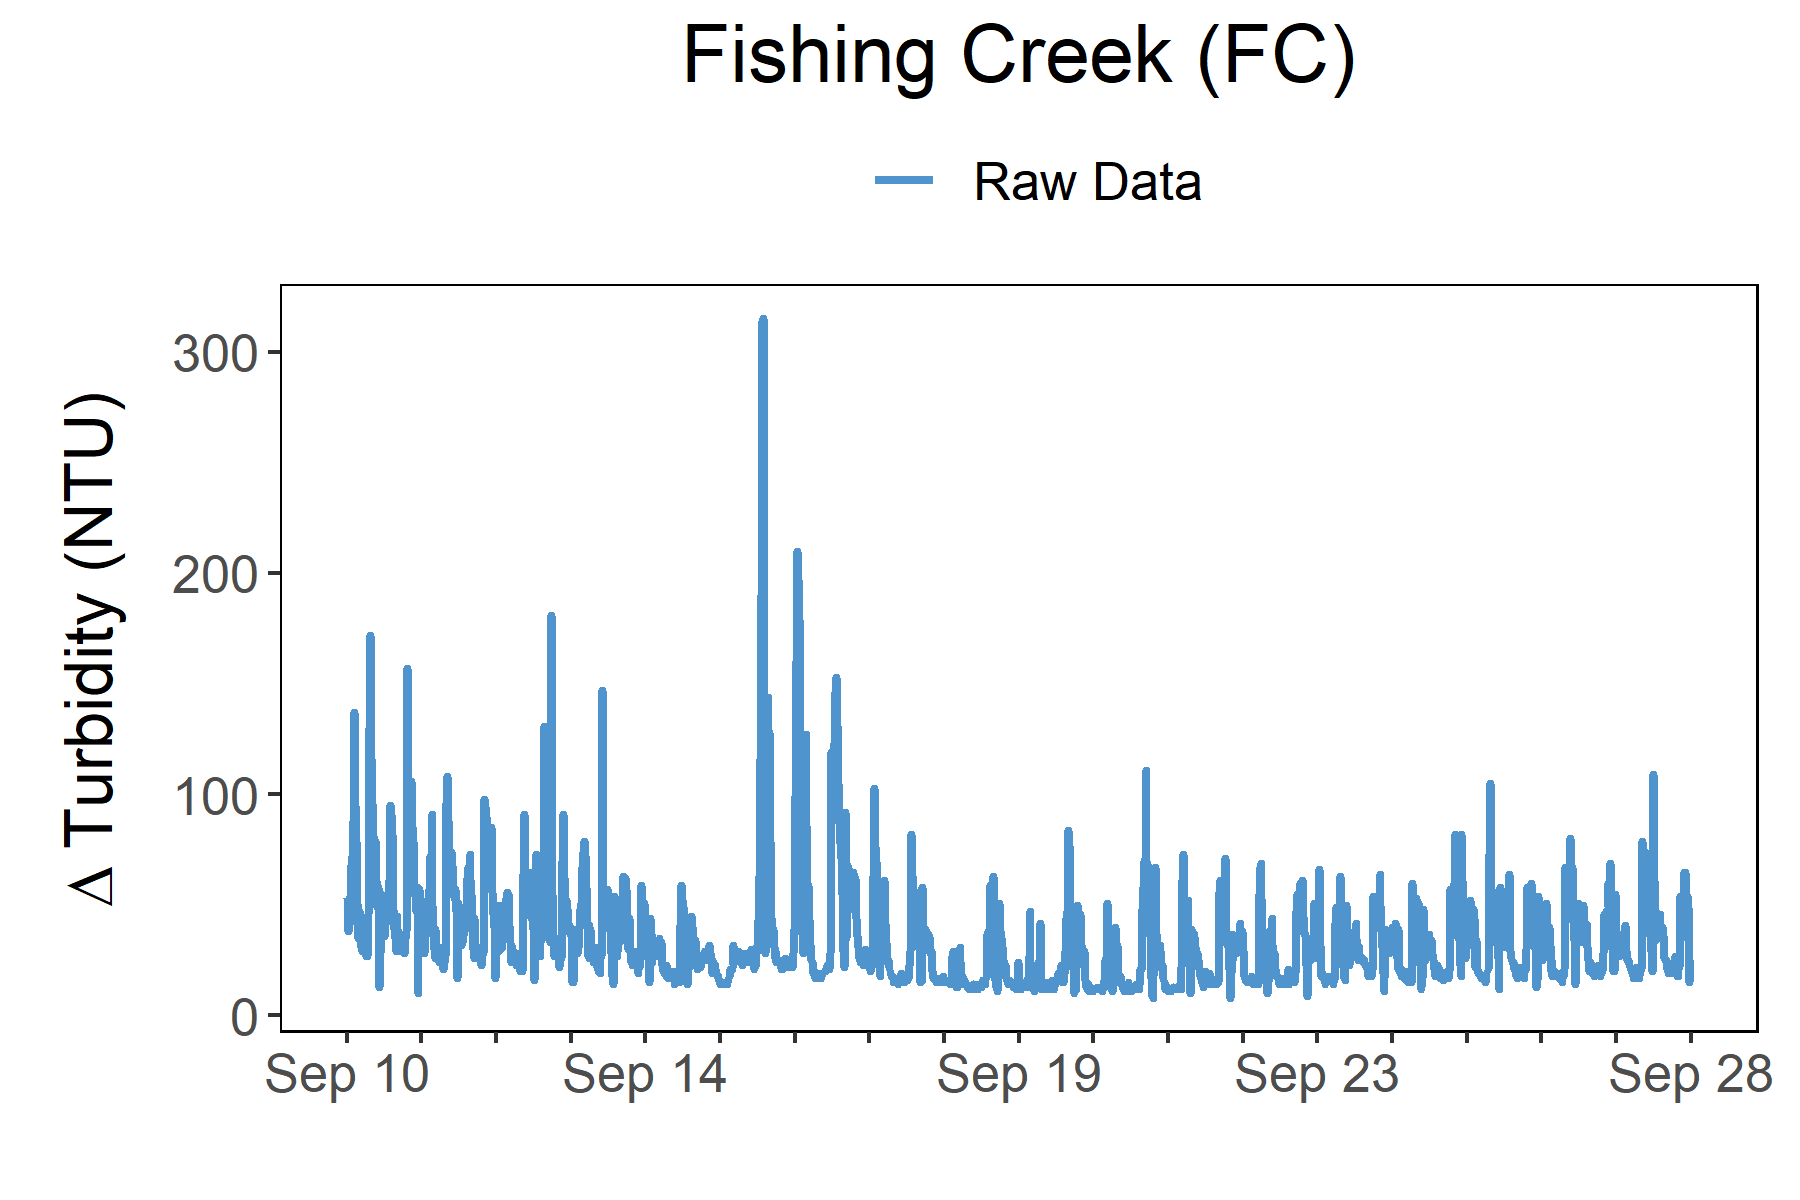 Fishing Creek (FC)
Raw Data
Δ Turbidity (NTU)
300
200
100
0
Sep 10 Sep 14 Sep 19 Sep 23 Sep 28